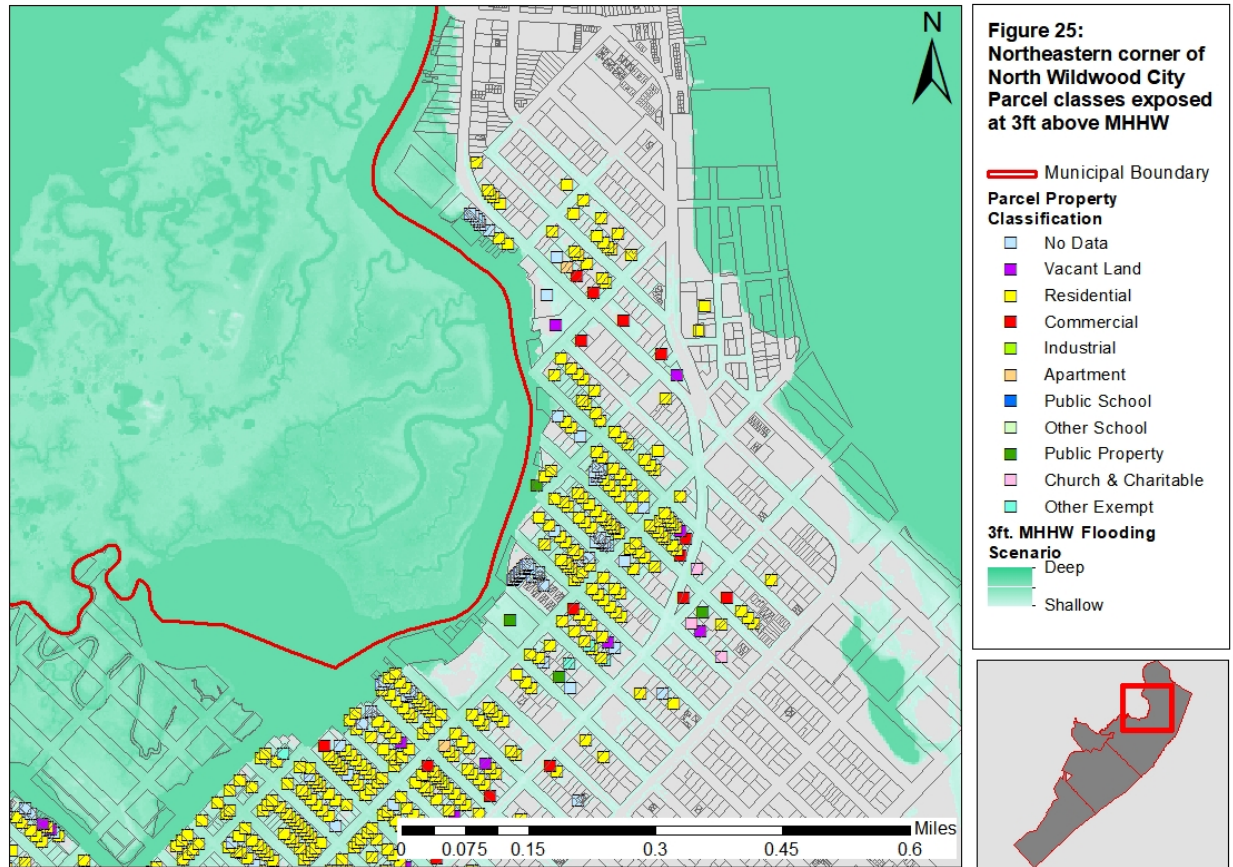 N
Figure 25:
Northeastern corner of
North Wildwood City
Parcel classes exposed
at 3ft above MHHW
Municipal Boundary
Parcel Property
Classification
No Data
Vacant Land
Residential
Commercial
Industrial
Apartment
Public School
Other School
Public Property
Church & Charitable
Other Exempt
3ft. MHHW Flooding
Scenario
Deep
Shallow
Miles
0 0.075 0.15 0.3 0.45 0.6